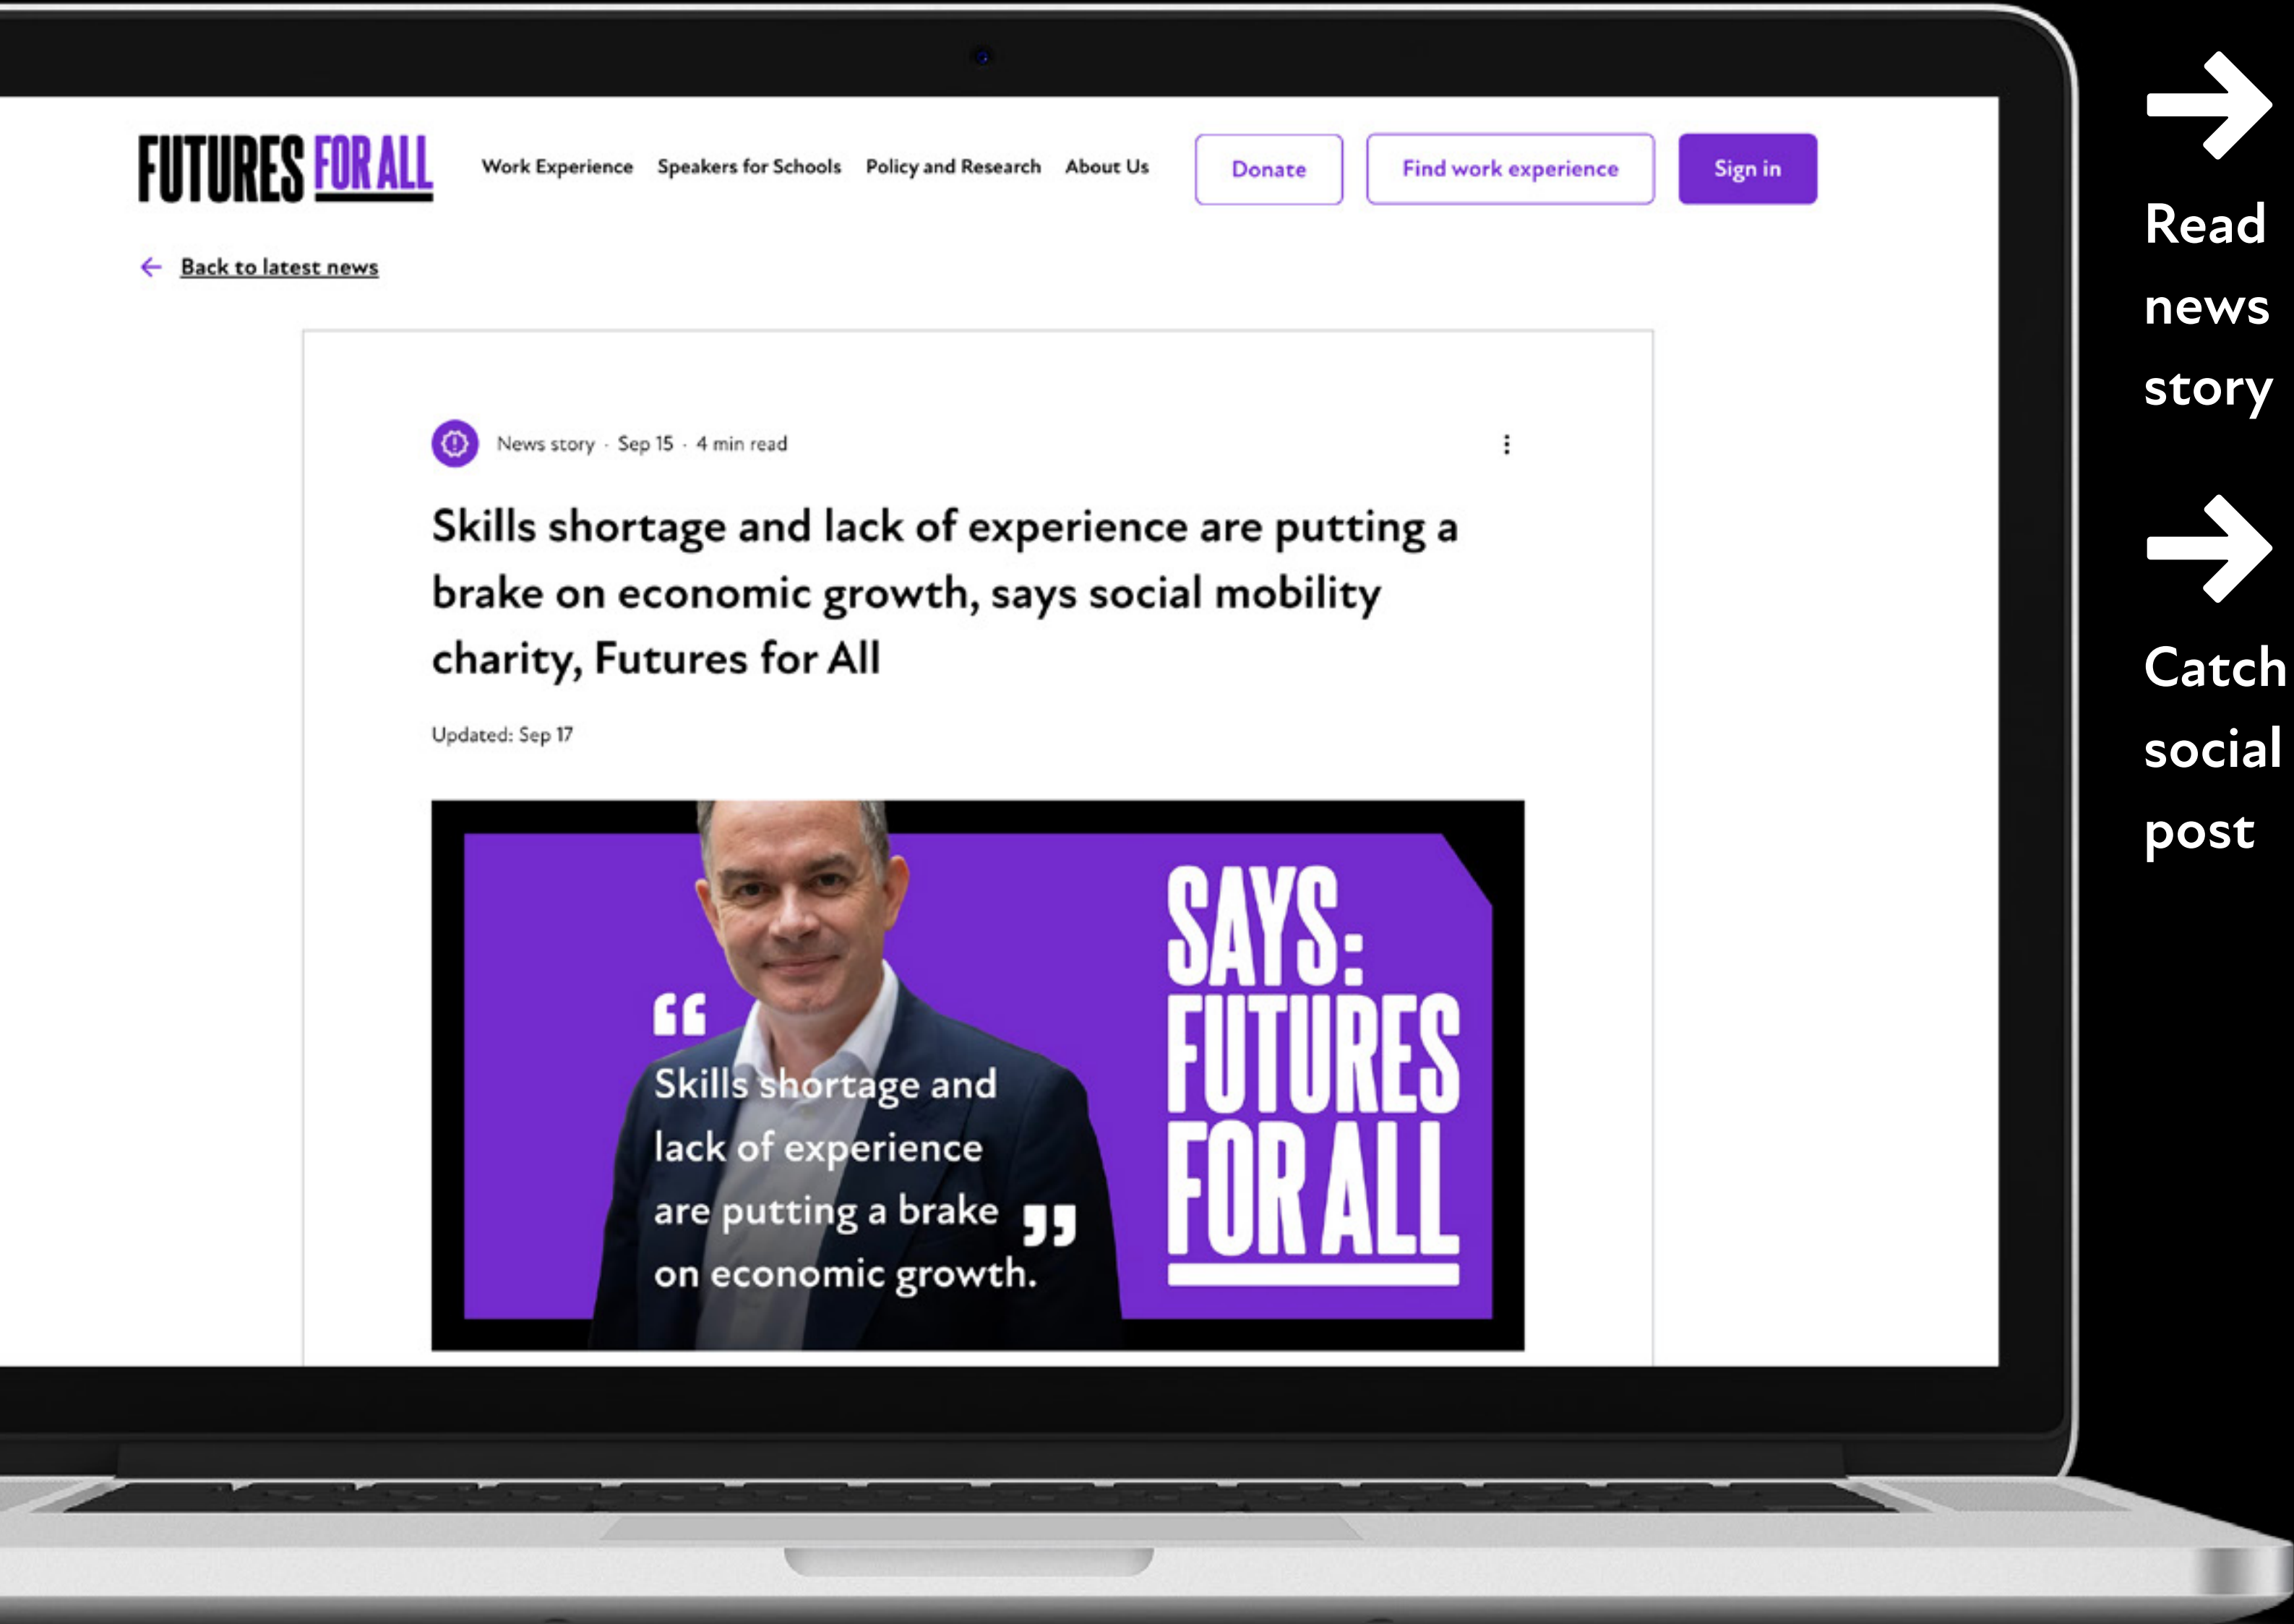 FUTURES FOR ALL
Work Experience
Speakers for Schools
Policy and Research
About Us
Donate
Find work experience
Sign in
Back to latest news
News story · Sep 15 · 4 min read
Skills shortage and lack of experience are putting a
brake on economic growth, says social mobility
charity, Futures for All
Updated: Sep 17
“
Skills shortage and
lack of experience
are putting a brake
on economic growth.
”
SAYS:
FUTURES
FOR ALL
Read
news
story
Catch
social
post